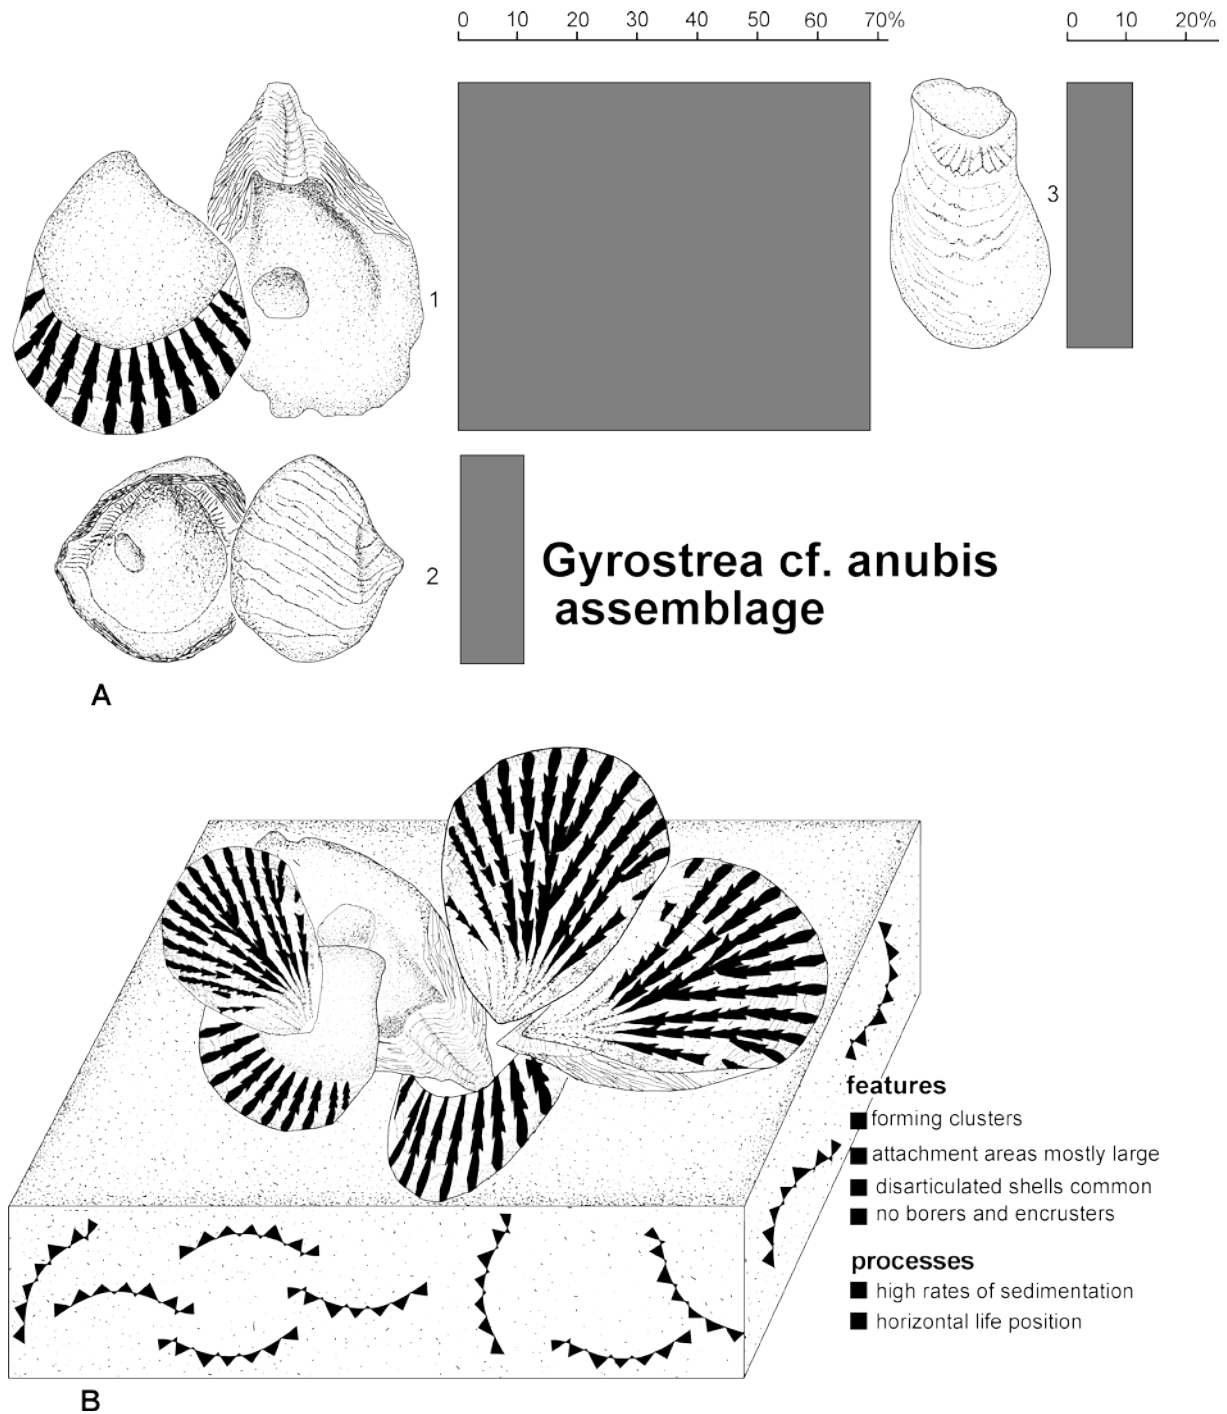 0 10 20 30 40 50 60 70%
0 10 20%
1
3
2
Gyrostrea cf. anubis
assemblage
A
features
forming clusters
attachment areas mostly large
disarticulated shells common
no borers and encrusters
processes
high rates of sedimentation
horizontal life position
B